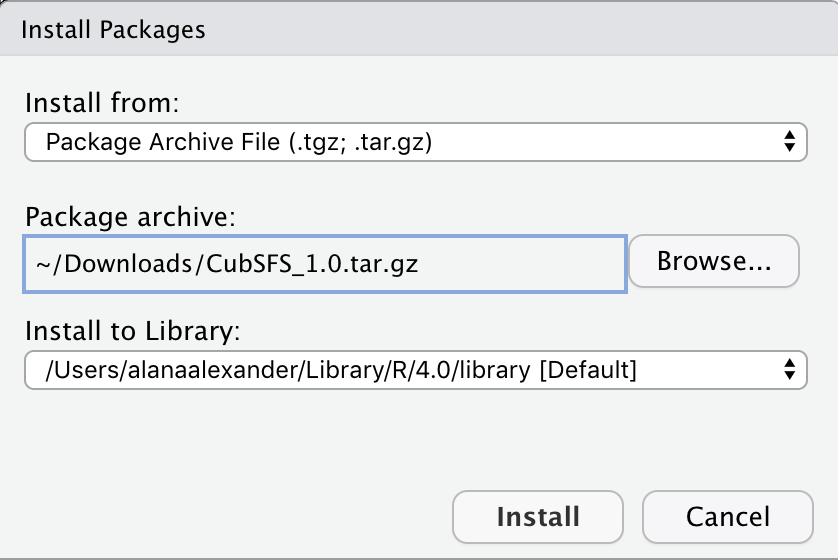 Install Packages
Install from:
Package Archive File (.tgz; .tar.gz)
Package archive:
~/Downloads/CubSFS_1.0.tar.gz
Browse...
Install to Library:
/Users/alanaalexander/Library/R/4.0/library [Default]
Install
Cancel